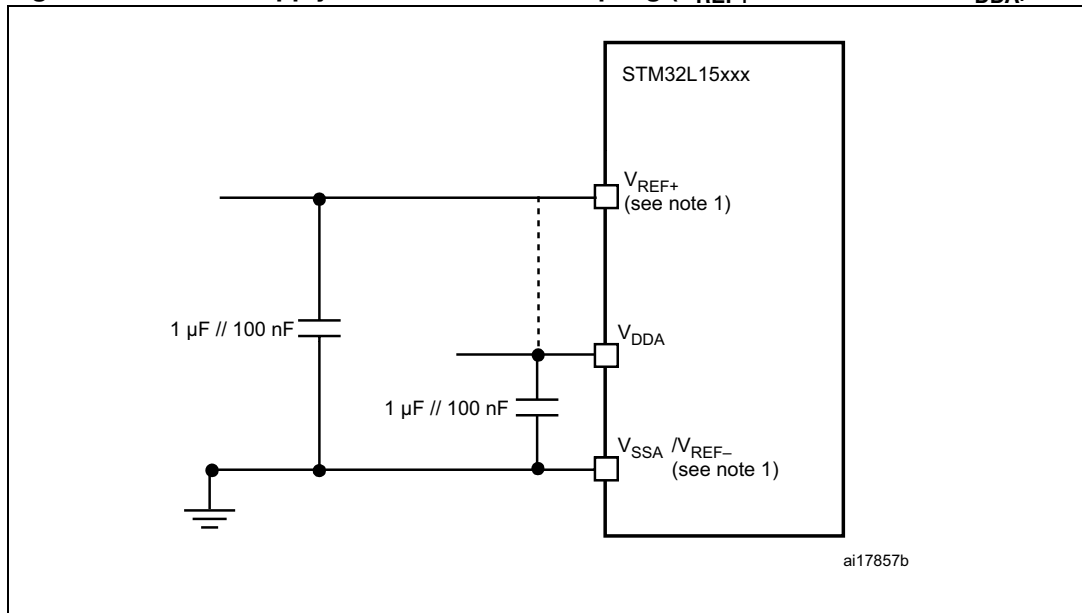 STM32L15xxx
VREF+
(see note 1)
1 µF // 100 nF
VDDA
1 µF // 100 nF
VSSA /VREF–
(see note 1)
ai17857b